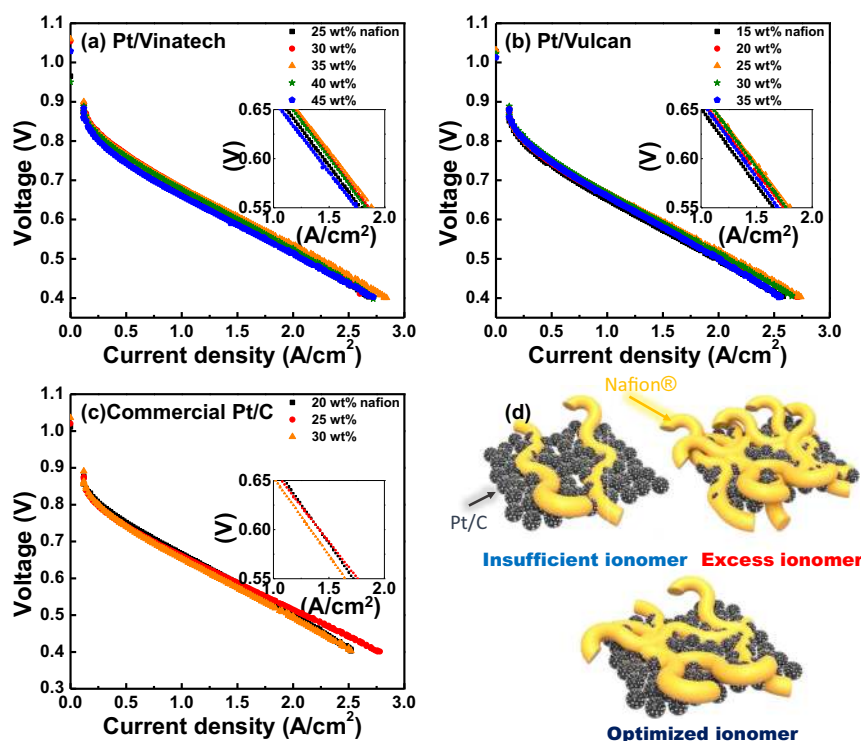 (a) Pt/Vinatech
25 wt% nafion
30 wt%
35 wt%
40 wt%
45 wt%
1.1
1.0
0.9
0.8
0.7
0.6
0.5
0.4
Voltage (V)
0.0 0.5 1.0 1.5 2.0 2.5 3.0
Current density (A/cm²)
0.65
0.60
0.55
(V)
1.0 1.5 2.0
(A/cm²)
(b) Pt/Vulcan
15 wt% nafion
20 wt%
25 wt%
30 wt%
35 wt%
1.1
1.0
0.9
0.8
0.7
0.6
0.5
0.4
Voltage (V)
0.0 0.5 1.0 1.5 2.0 2.5 3.0
Current density (A/cm²)
0.65
0.60
0.55
(V)
1.0 1.5 2.0
(A/cm²)
(c)Commercial Pt/C
20 wt% nafion
25 wt%
30 wt%
1.1
1.0
0.9
0.8
0.7
0.6
0.5
0.4
0.3
Voltage (V)
0.0 0.5 1.0 1.5 2.0 2.5 3.0
Current density (A/cm²)
0.65
0.60
0.55
(V)
1.0 1.5 2.0
(A/cm²)
(d)
Nafion®
Pt/C
Insufficient ionomer
Excess ionomer
Optimized ionomer